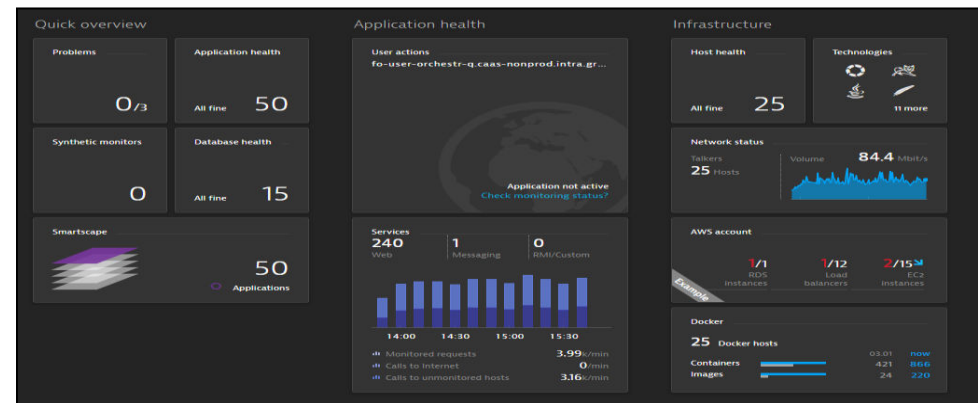 Quick overview
Problems
0/3
Application health
All fine 50
Synthetic monitors
0
Database health
All fine 15
Smartscape
50
Applications
Application health
User actions
fo-user-orchestr-q.caas-nonprod.intra.gr...
Application not active
Check monitoring status?
Services
240 1 0
Web Messaging RMI/Custom
14:00 14:30 15:00 15:30
Monitored requests 3.99k/min
Calls to Internet 0/min
Calls to unmonitored hosts 3.16k/min
Infrastructure
Host health
All fine 25
Technologies
11 more
Network status
Talkers
25 Hosts
Volume 84.4 Mbit/s
AWS account
1/1 1/12 2/15
RDS Load EC2
instances balancers instances
Example
Docker
25 Docker hosts
03.01 now
Containers 421 866
Images 24 220